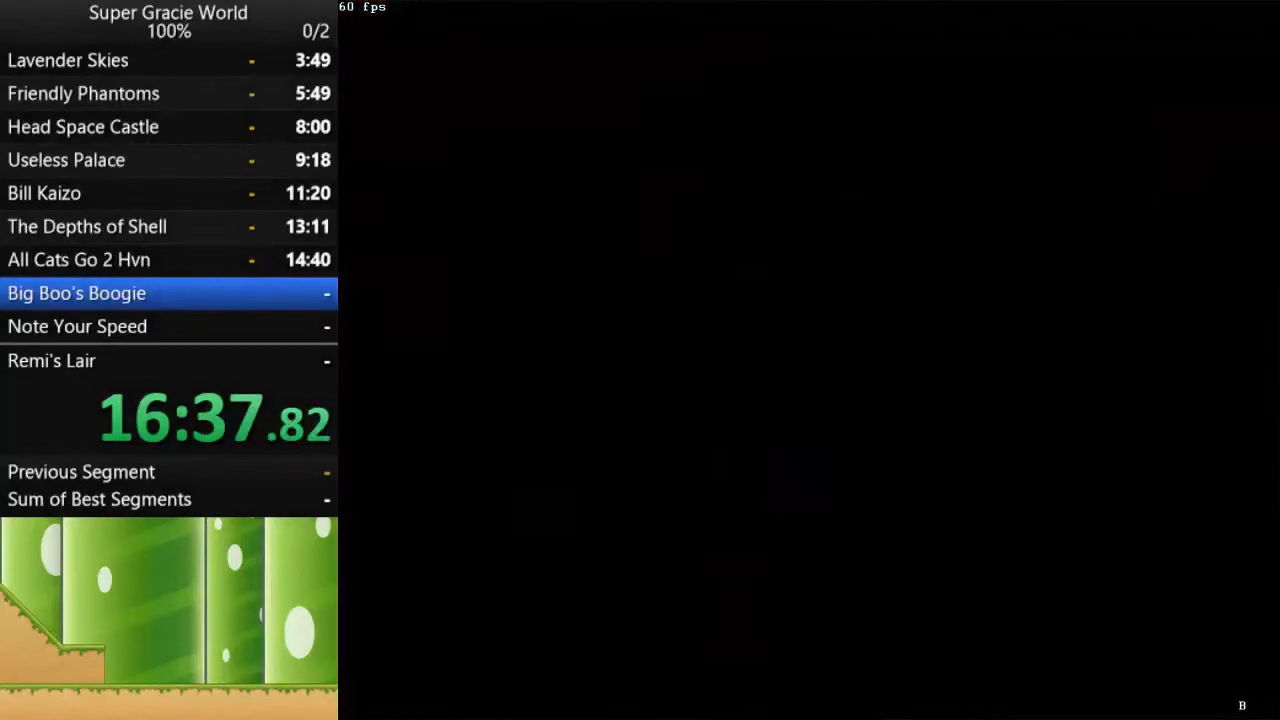 Super Gracie World
100% 0/2
60 fps
Lavender Skies - 3:49
Friendly Phantoms - 5:49
Head Space Castle - 8:00
Useless Palace - 9:18
Bill Kaizo - 11:20
The Depths of Shell - 13:11
All Cats Go 2 Hvn - 14:40
Big Boo's Boogie -
Note Your Speed -
Remi's Lair -
16:37.82
Previous Segment -
Sum of Best Segments -
B